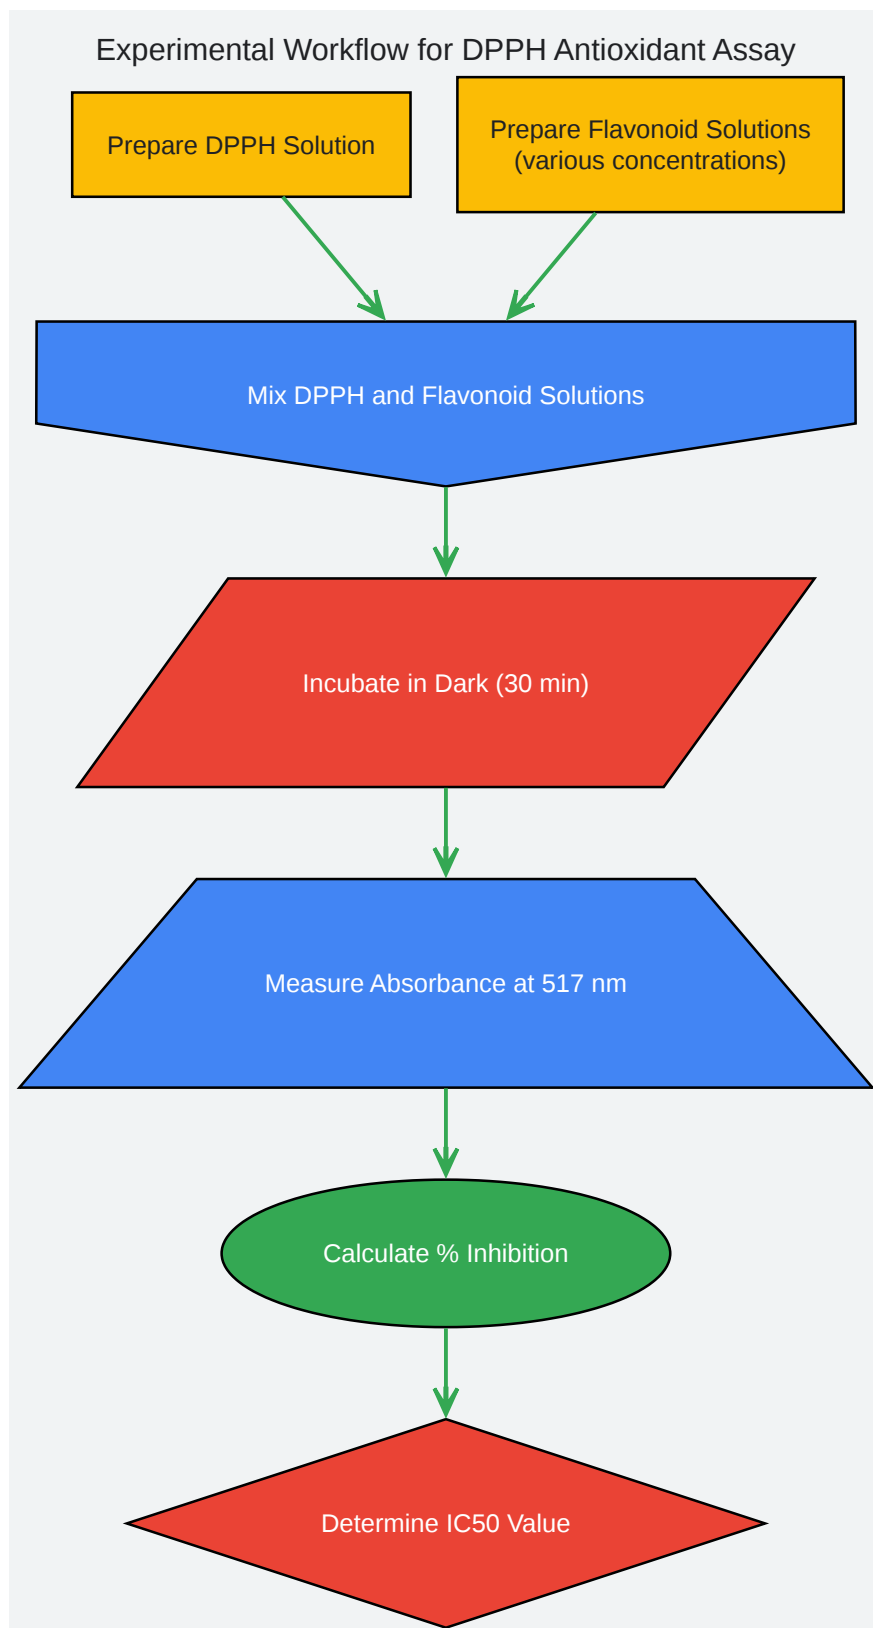 Experimental Workflow for DPPH Antioxidant Assay
Prepare DPPH Solution
Prepare Flavonoid Solutions
(various concentrations)
Mix DPPH and Flavonoid Solutions
Incubate in Dark (30 min)
Measure Absorbance at 517 nm
Calculate % Inhibition
Determine IC50 Value